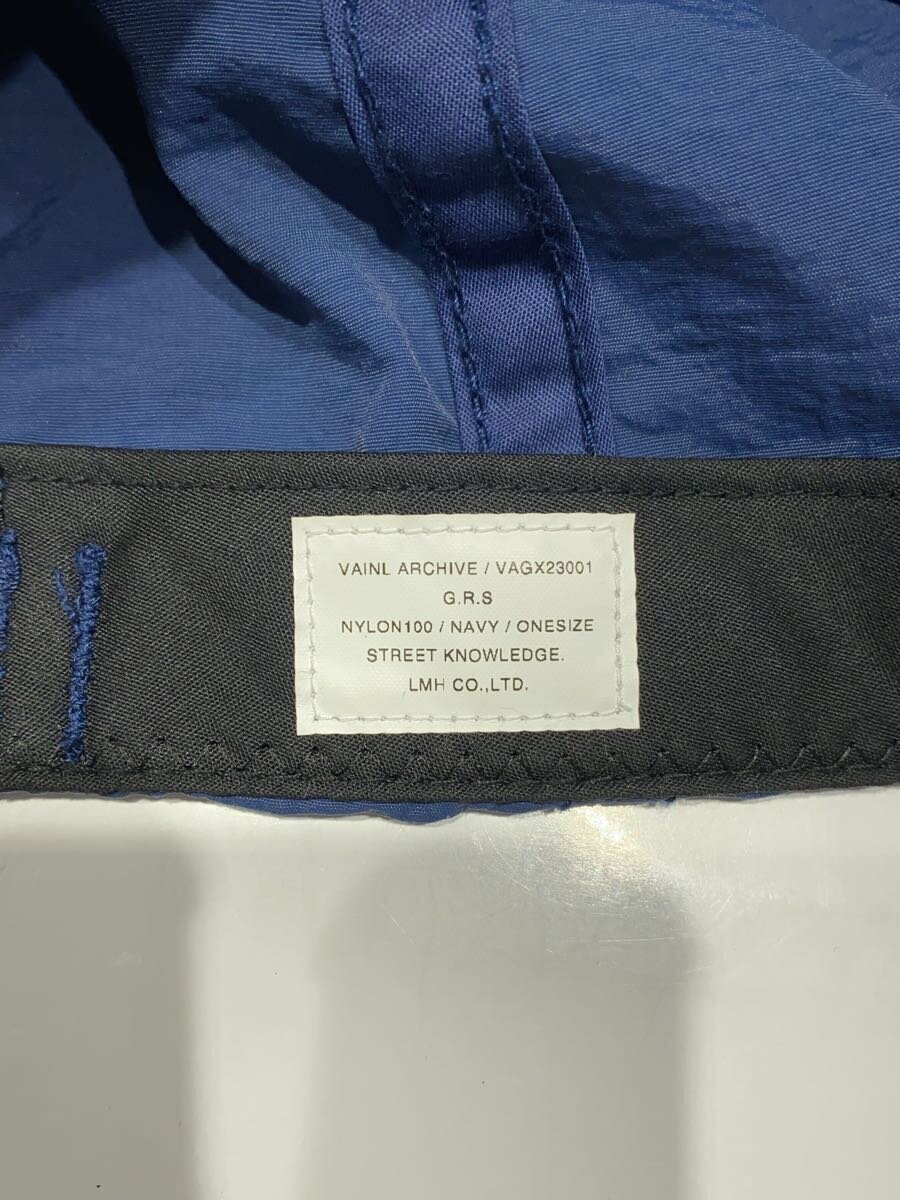 VAINL ARCHIVE / VAGX23001
G.R.S
NYLON100 / NAVY / ONESIZE
STREET KNOWLEDGE.
LMH CO.,LTD.